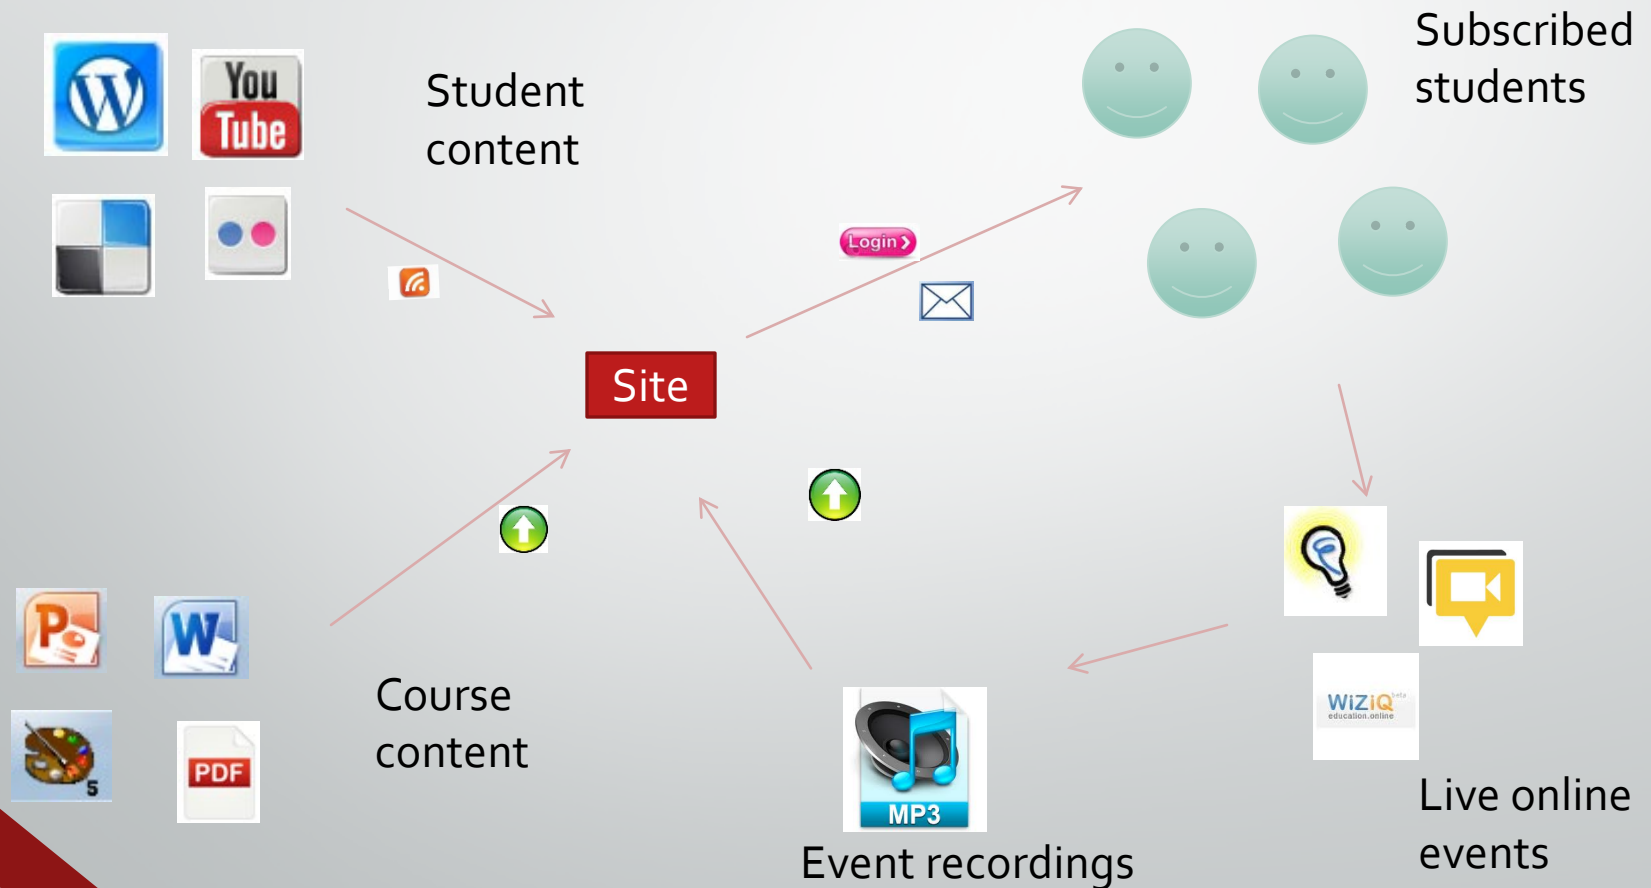 You
Tube
Student
content
Subscribed
students
Login
Site
P
W
5
PDF
Course
content
MP3
Event recordings
WiZiQ beta
education.online
Live online
events